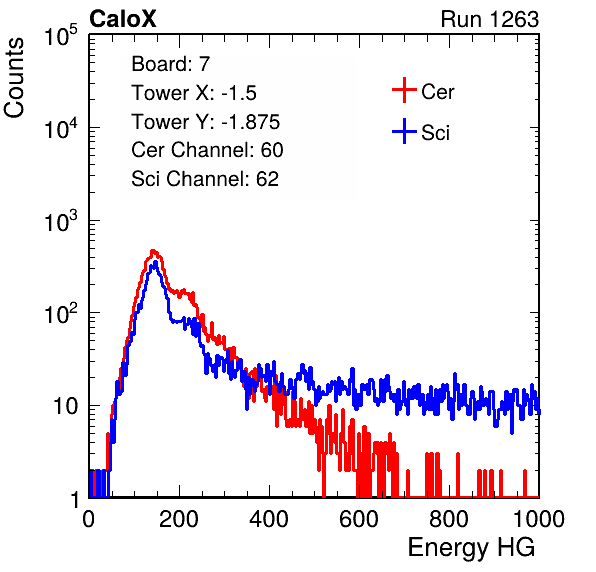 CaloX
Run 1263
10^5
10^4
10^3
10^2
10
1
Counts
Board: 7
Tower X: -1.5
Tower Y: -1.875
Cer Channel: 60
Sci Channel: 62
Cer
Sci
0 200 400 600 800 1000
Energy HG